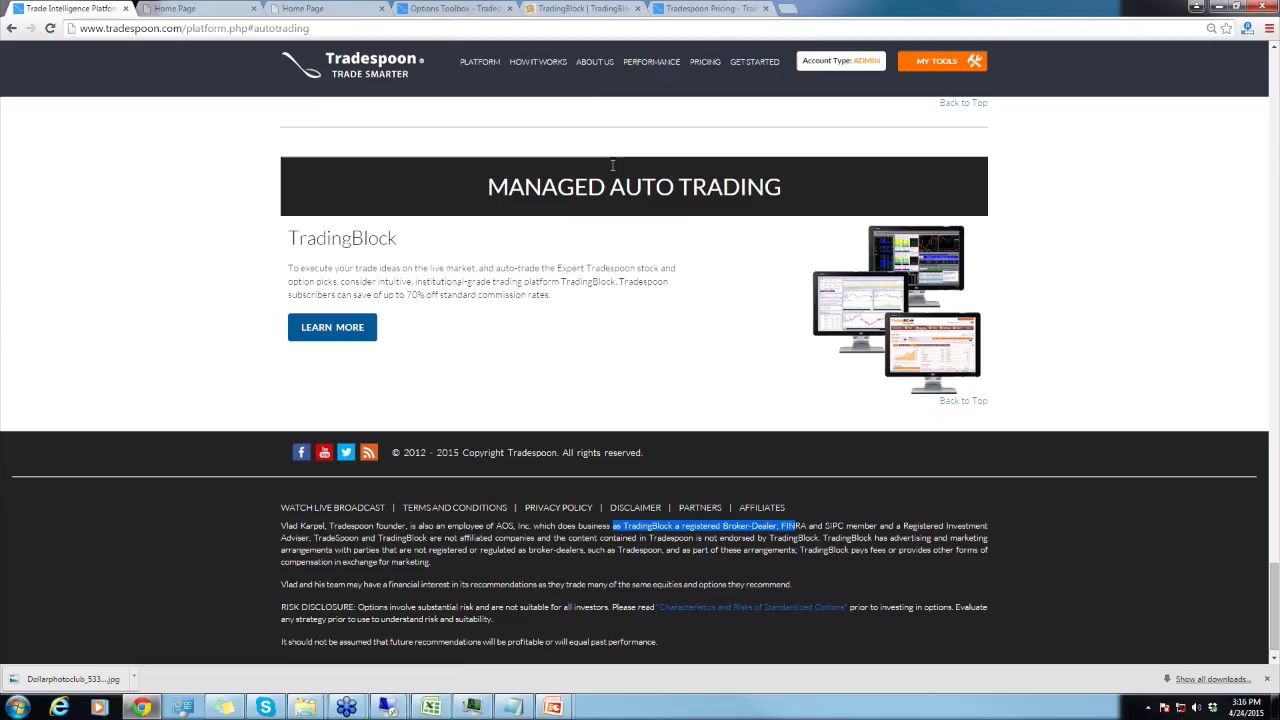 Trade Intelligence Platfor
Home Page
Home Page
Options Toolbox - Trades
TradingBlock | TradingBlo
Tradespoon Pricing - Trad
www.tradespoon.com/platform.php#autotrading
Tradespoon®
TRADE SMARTER
PLATFORM
HOW IT WORKS
ABOUT US
PERFORMANCE
PRICING
GET STARTED
Account Type: ADMIN
MY TOOLS
Back to Top
MANAGED AUTO TRADING
TradingBlock
To execute your trade ideas on the live market, and auto-trade the Expert Tradespoon stock and
option picks, consider Intuitive, institutional-grade trading platform TradingBlock. Tradespoon
subscribers can save of up to 70% off standard commission rates.
LEARN MORE
Back to Top
© 2012 - 2015 Copyright Tradespoon. All rights reserved.
WATCH LIVE BROADCAST | TERMS AND CONDITIONS | PRIVACY POLICY | DISCLAIMER | PARTNERS | AFFILIATES
Vlad Karpel, Tradespoon founder, is also an employee of AOS, Inc. which does business as TradingBlock a registered Broker-Dealer, FINRA and SIPC member and a Registered Investment
Adviser, TradeSpoon and TradingBlock are not affiliated companies and the content contained in Tradespoon is not endorsed by TradingBlock. TradingBlock has advertising and marketing
arrangements with parties that are not registered or regulated as broker-dealers, such as Tradespoon, and as part of these arrangements; TradingBlock pays fees or provides other forms of
compensation in exchange for marketing.
Vlad and his team may have a financial interest in its recommendations as they trade many of the same equities and options they recommend.
RISK DISCLOSURE: Options involve substantial risk and are not suitable for all investors. Please read "Characteristics and Risks of Standardized Options" prior to investing in options. Evaluate
any strategy prior to use to understand risk and suitability.
It should not be assumed that future recommendations will be profitable or will equal past performance.
Dollarphotoclub_533....jpg
Show all downloads...
3:16 PM
4/24/2015